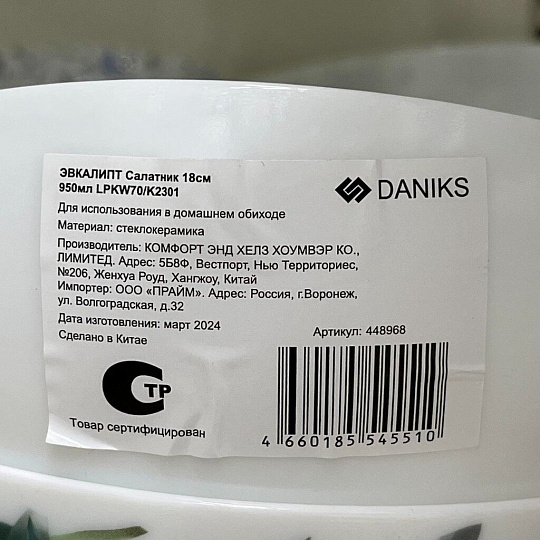 ЭВКАЛИПТ Салатник 18см
950мл LPKW70/K2301
DANIKS
Для использования в домашнем обиходе
Материал: стеклокерамика
Производитель: КОМФОРТ ЭНД ХЕЛЗ ХОУМВЭР КО.,
ЛИМИТЕД. Адрес: 5Б8Ф, Вестпорт, Нью Территориес,
№206, Женхуа Роуд, Хангжоу, Китай
Импортер: ООО «ПРАЙМ». Адрес: Россия, г.Воронеж,
ул. Волгоградская, д.32
Дата изготовления: март 2024
Сделано в Китае
Артикул: 448968
СТР
Товар сертифицирован
4 660185 545510